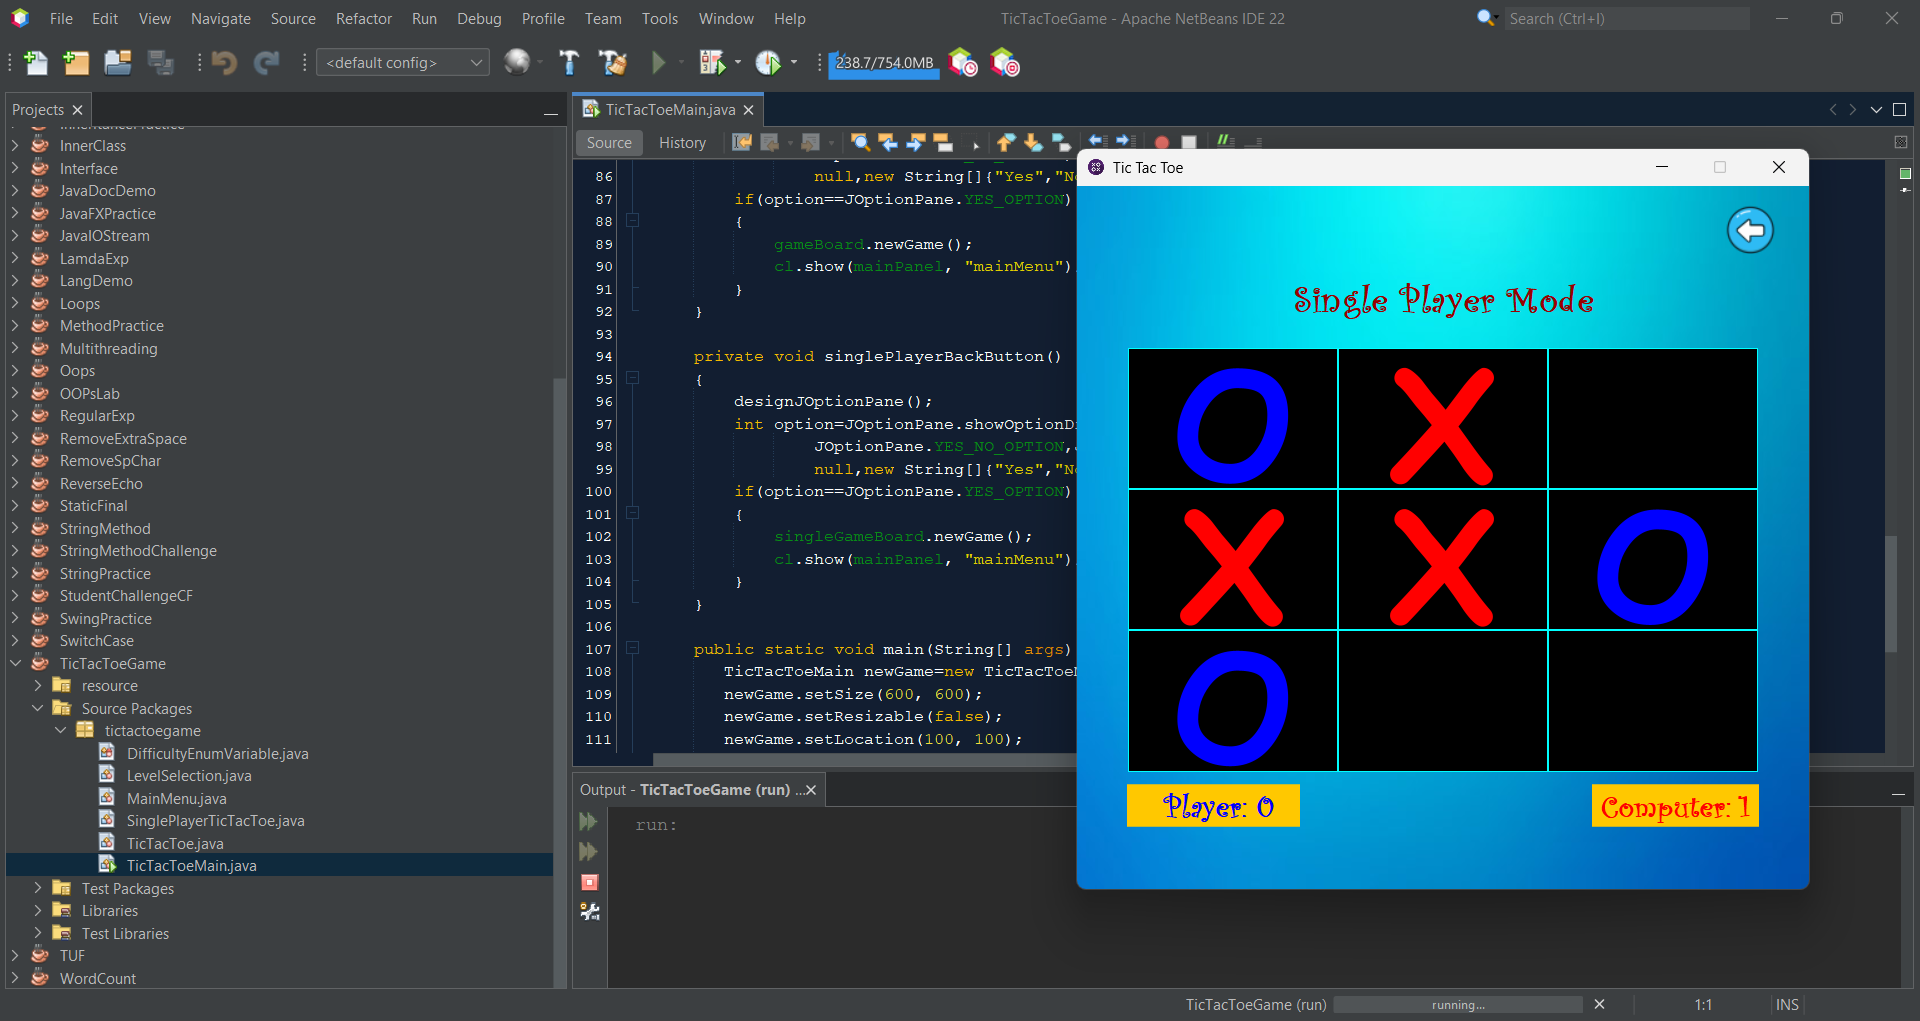 File Edit View Navigate Source Refactor Run Debug Profile Team Tools Window Help
TicTacToeGame - Apache NetBeans IDE 22
Search (Ctrl+I)
<default config>
238.7/754.0MB
Projects
InnerClass
Interface
JavaDocDemo
JavaFXPractice
JavaIOStream
LamdaExp
LangDemo
Loops
MethodPractice
Multithreading
Oops
OOPsLab
RegularExp
RemoveExtraSpace
RemoveSpChar
ReverseEcho
StaticFinal
StringMethod
StringMethodChallenge
StringPractice
StudentChallengeCF
SwingPractice
SwitchCase
TicTacToeGame
resource
Source Packages
tictactoegame
DifficultyEnumVariable.java
LevelSelection.java
MainMenu.java
SinglePlayerTicTacToe.java
TicTacToe.java
TicTacToeMain.java
Test Packages
Libraries
Test Libraries
TUF
WordCount
TicTacToeMain.java
Source History
86 null,new String[]{"Yes","N
87 if(option==JOptionPane.YES_OPTION)
88 {
89 gameBoard.newGame();
90 cl.show(mainPanel, "mainMenu")
91 }
92 }
93
94 private void singlePlayerBackButton()
95 {
96 designJOptionPane();
97 int option=JOptionPane.showOptionD
98 JOptionPane.YES_NO_OPTION,
99 null,new String[]{"Yes","N
100 if(option==JOptionPane.YES_OPTION)
101 {
102 singleGameBoard.newGame();
103 cl.show(mainPanel, "mainMenu")
104 }
105 }
106
107 public static void main(String[] args)
108 TicTacToeMain newGame=new TicTacToe
109 newGame.setSize(600, 600);
110 newGame.setResizable(false);
111 newGame.setLocation(100, 100);
Tic Tac Toe
Single Player Mode
O X
X X O
O
Player: 0
Computer: 1
Output - TicTacToeGame (run) ...
run:
TicTacToeGame (run)
running...
1:1
INS